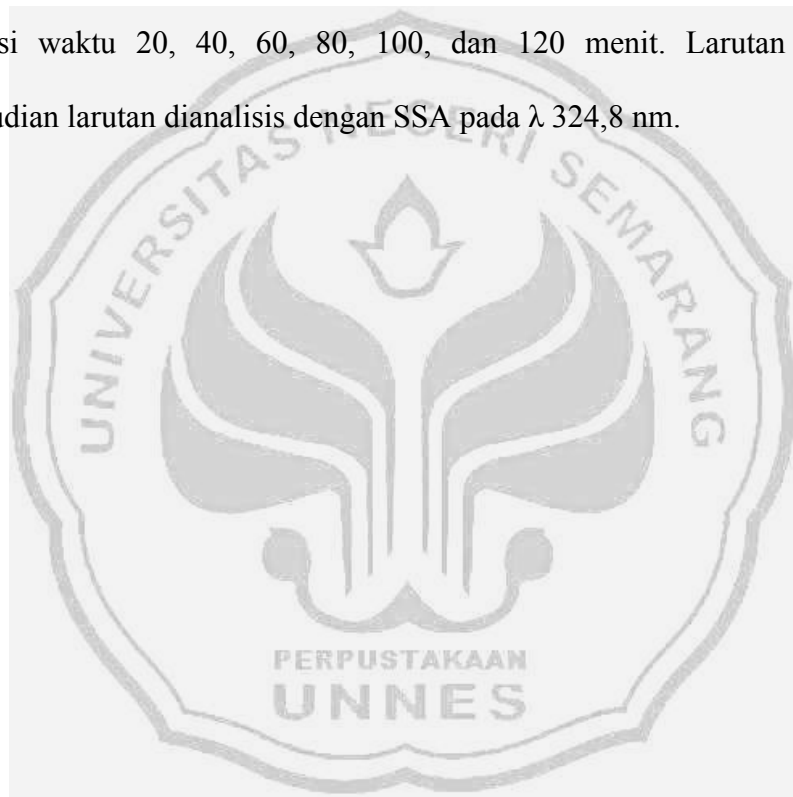 si waktu 20, 40, 60, 80, 100, dan 120 menit. Larutan
dian larutan dianalisis dengan SSA pada λ 324,8 nm.
UNIVERSITAS NEGERI SEMARANG
PERPUSTAKAAN
UNNES